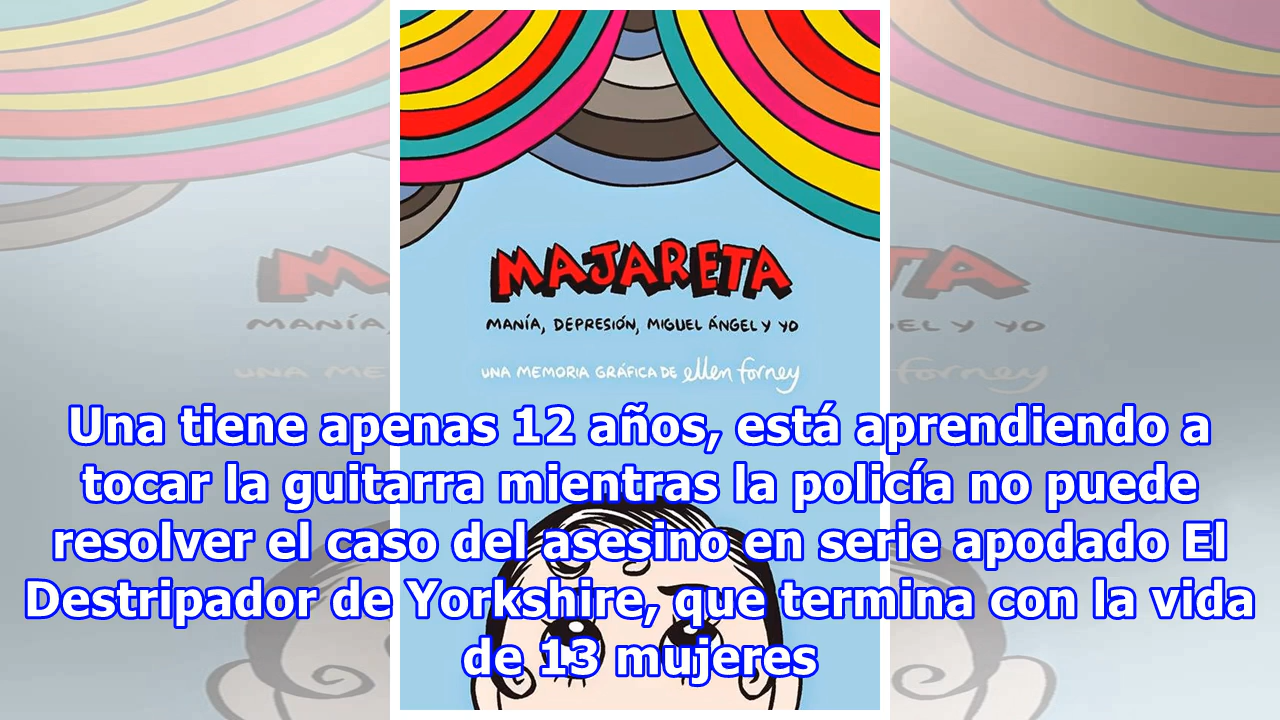 MAJARETA
MANÍA, DEPRESIÓN, MIGUEL ÁNGEL Y YO
UNA MEMORIA GRÁFICA DE ellen forney
Una tiene apenas 12 años, está aprendiendo a
tocar la guitarra mientras la policía no puede
resolver el caso del asesino en serie apodado El
Destripador de Yorkshire, que termina con la vida
de 13 mujeres